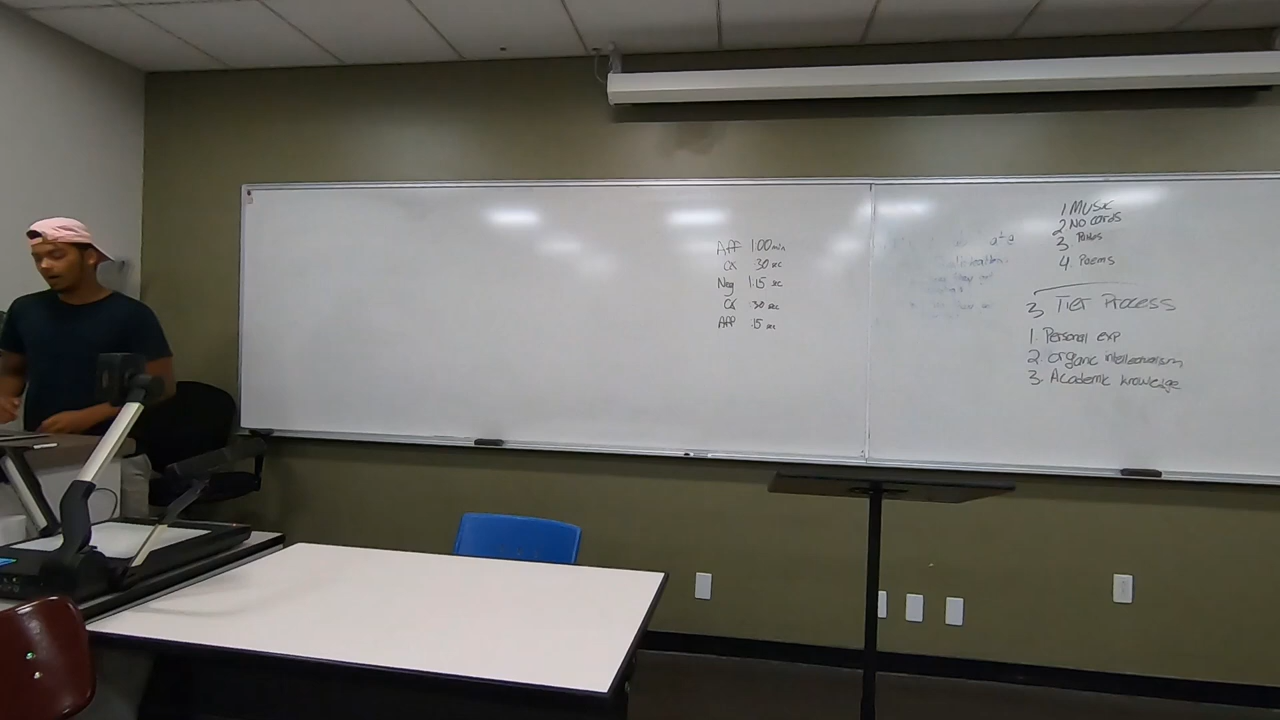 Aff 1:00 min
CX :30 sec
Neg 1:15 sec
CX :30 sec
Aff :15 sec
1 MUSIC
2 NO cards
3
4. Poems
3 Tier Process
1. Personal exp
2. organic intellectualism
3. Academic knowledge